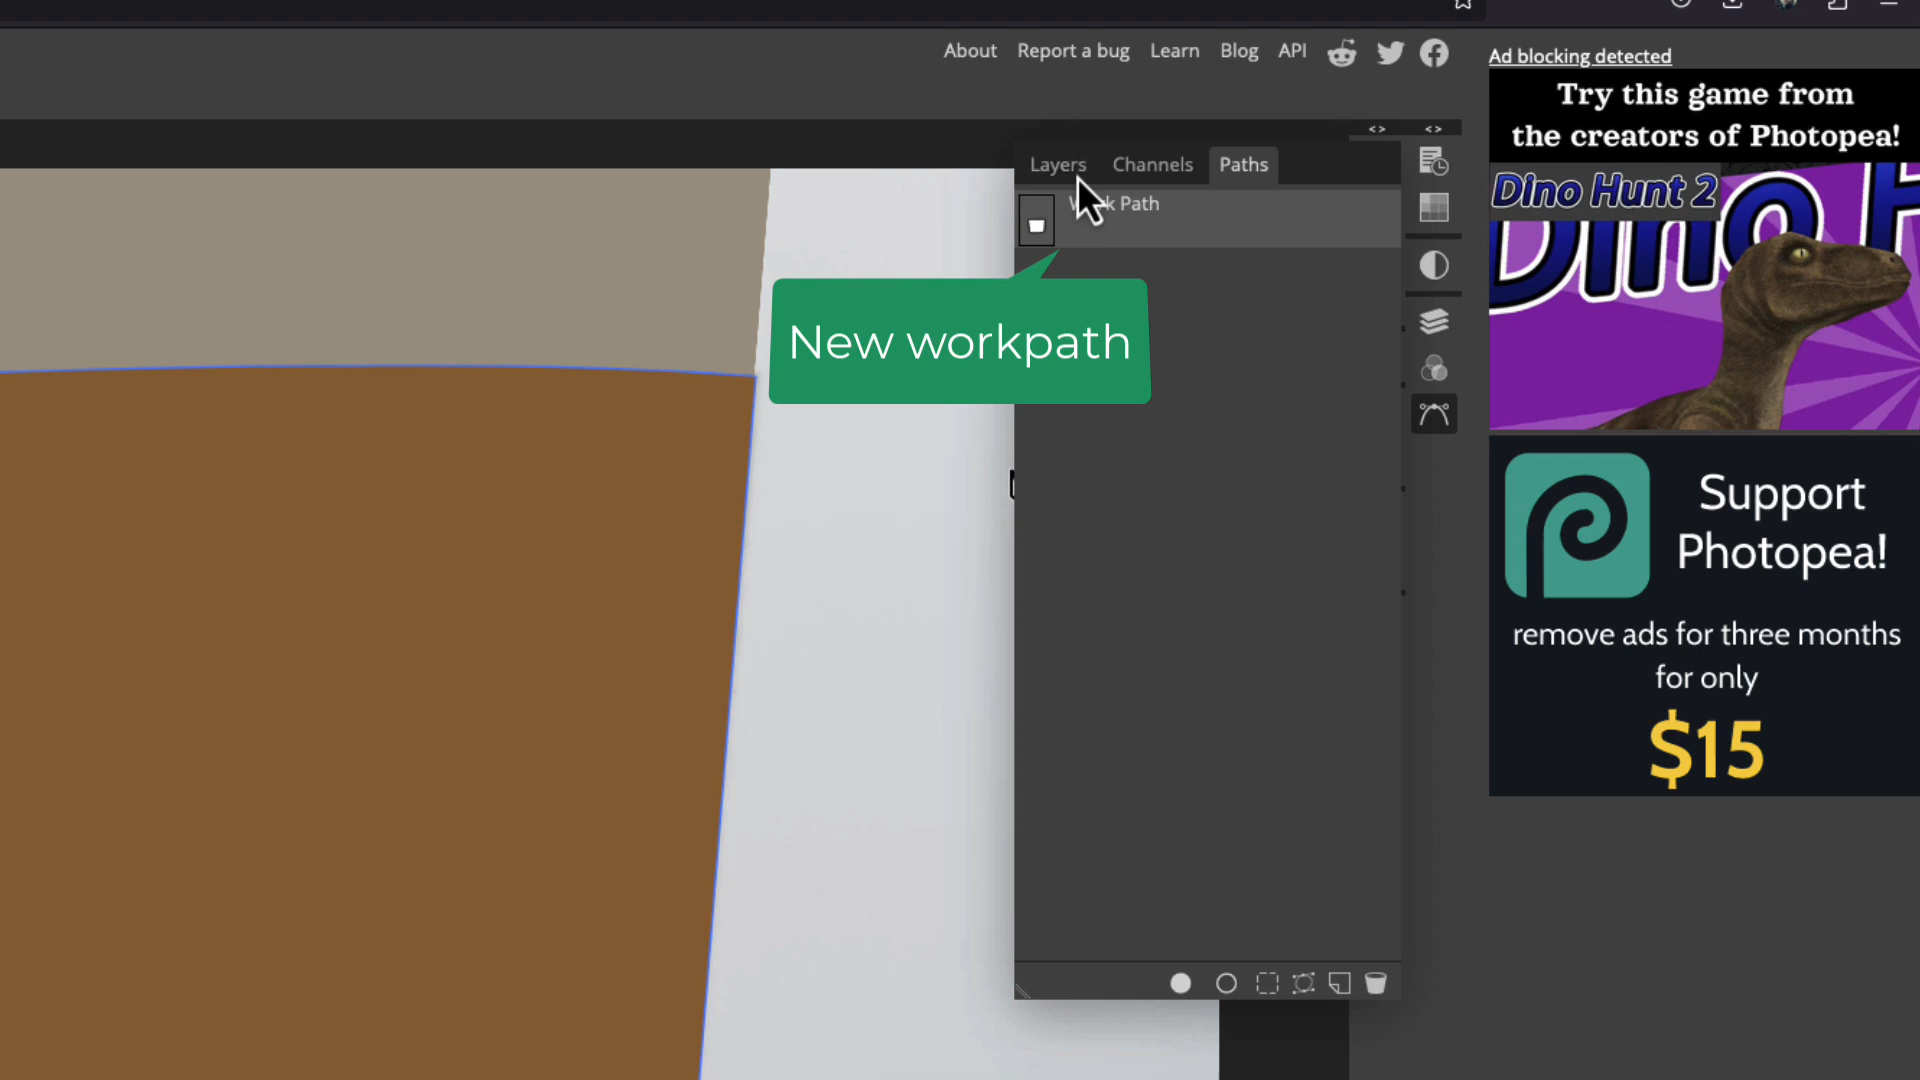 About Report a bug Learn Blog API
Ad blocking detected
Try this game from
the creators of Photopea!
Dino Hunt 2
Layers Channels Paths
Path
New workpath
Support
Photopea!
remove ads for three months
for only
$15